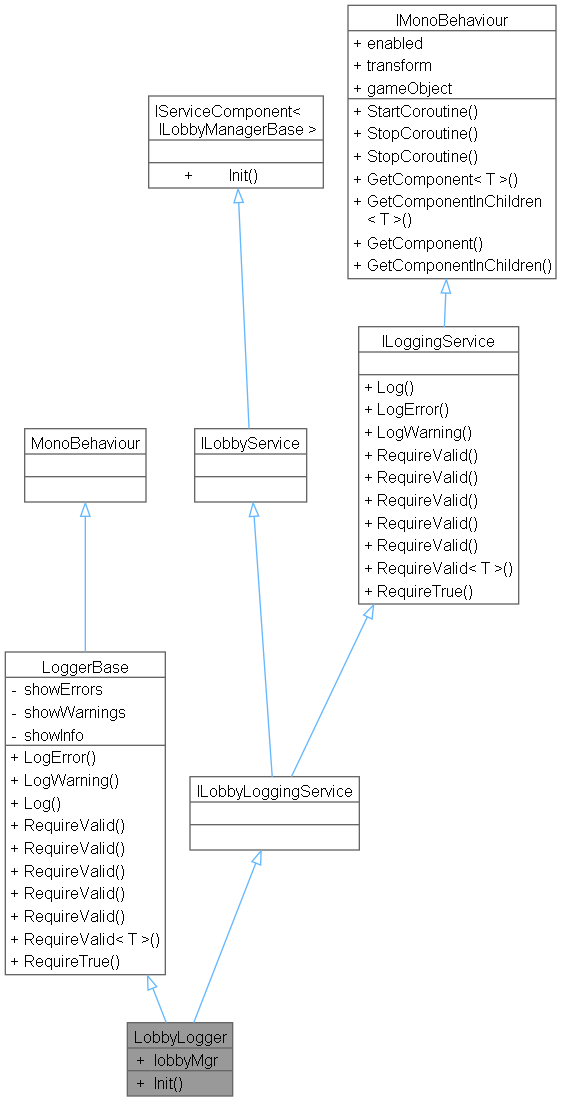 IMonoBehaviour
+ enabled
+ transform
+ gameObject
+ StartCoroutine()
+ StopCoroutine()
+ StopCoroutine()
+ GetComponent< T >()
+ GetComponentInChildren
< T >()
+ GetComponent()
+ GetComponentInChildren()
IServiceComponent<
ILobbyManagerBase >
+ Init()
ILoggingService
+ Log()
+ LogError()
+ LogWarning()
+ RequireValid()
+ RequireValid()
+ RequireValid()
+ RequireValid()
+ RequireValid()
+ RequireValid< T >()
+ RequireTrue()
MonoBehaviour
ILobbyService
LoggerBase
- showErrors
- showWarnings
- showInfo
+ LogError()
+ LogWarning()
+ Log()
+ RequireValid()
+ RequireValid()
+ RequireValid()
+ RequireValid()
+ RequireValid()
+ RequireValid< T >()
+ RequireTrue()
ILobbyLoggingService
LobbyLogger
+ lobbyMgr
+ Init()